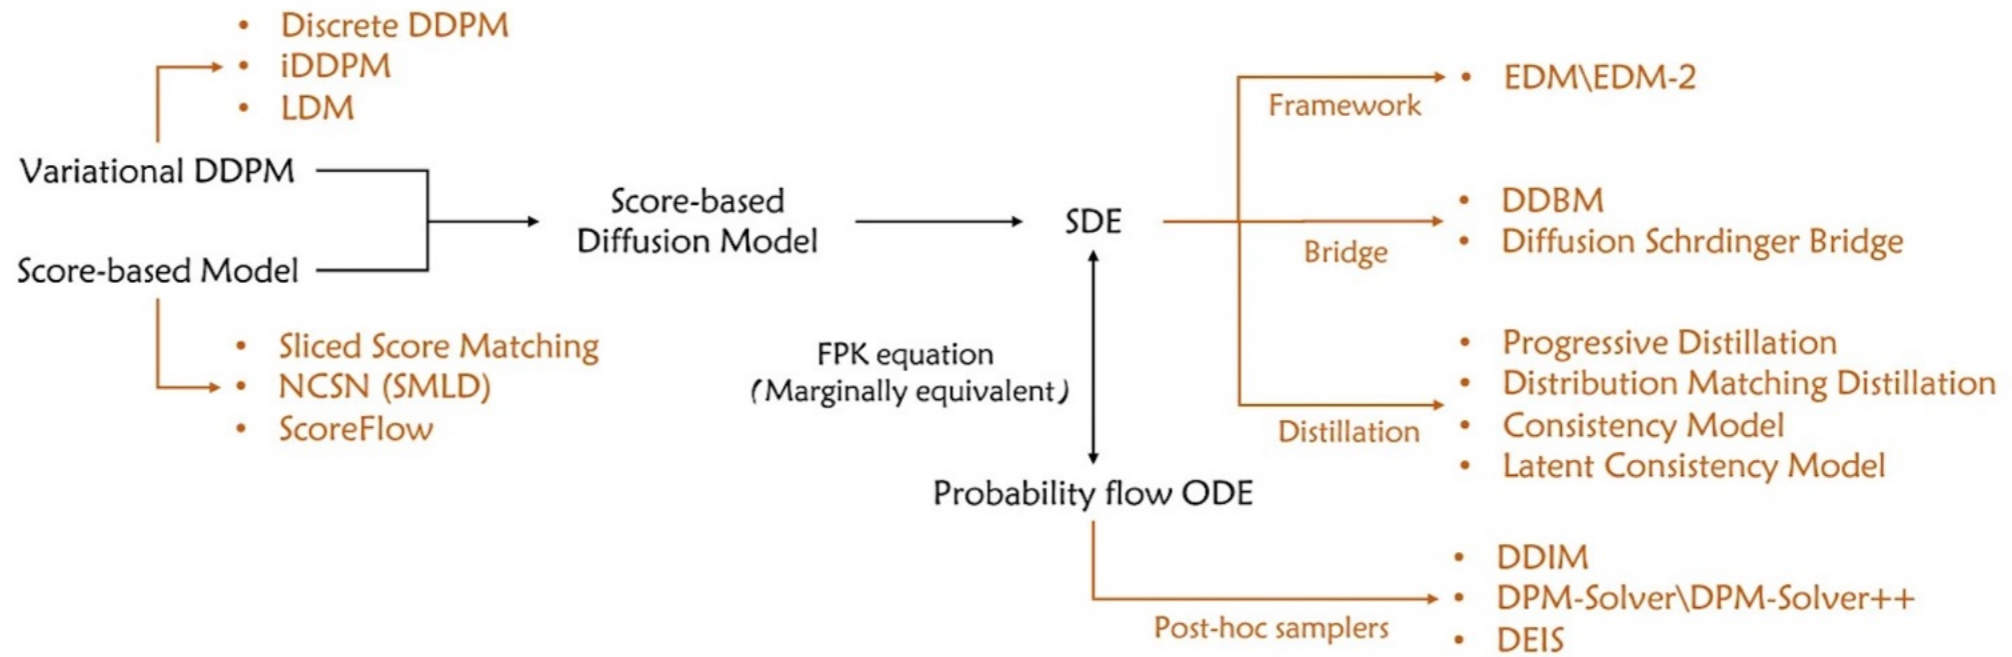 • Discrete DDPM
• iDDPM
• LDM
Variational DDPM
Score-based Model
• Sliced Score Matching
• NCSN (SMLD)
• ScoreFlow
Score-based
Diffusion Model
SDE
FPK equation
(Marginally equivalent)
Probability flow ODE
Framework
• EDM\EDM-2
Bridge
• DDBM
• Diffusion Schrdinger Bridge
Distillation
• Progressive Distillation
• Distribution Matching Distillation
• Consistency Model
• Latent Consistency Model
Post-hoc samplers
• DDIM
• DPM-Solver\DPM-Solver++
• DEIS